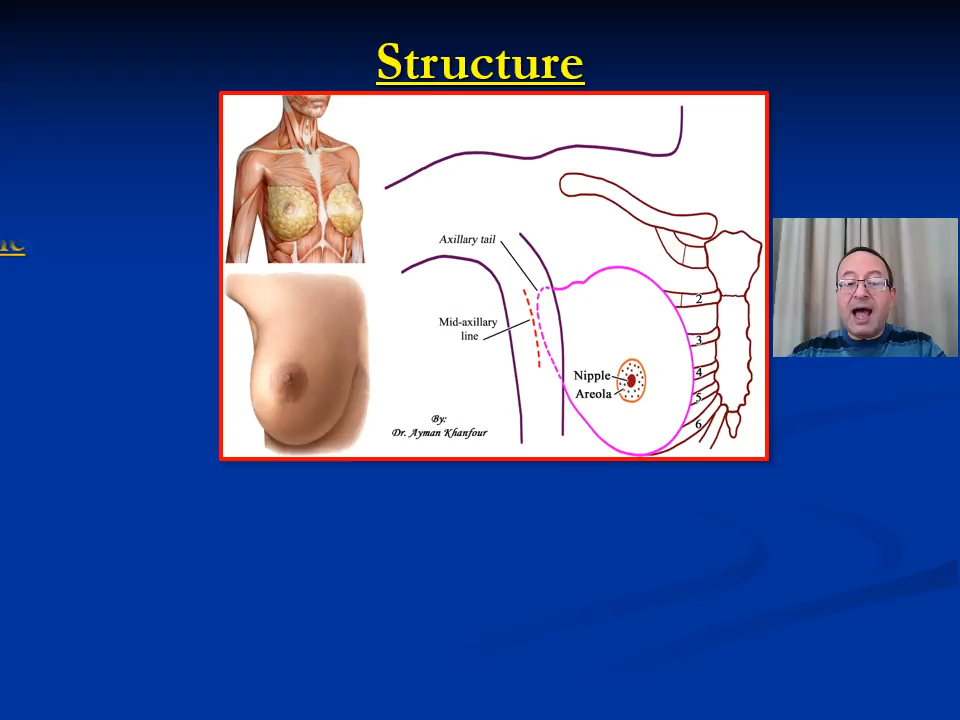 Structure
Axillary tail
2
Mid-axillary
line
3
4
Nipple
Areola
5
6
By:
Dr. Ayman Khanfour